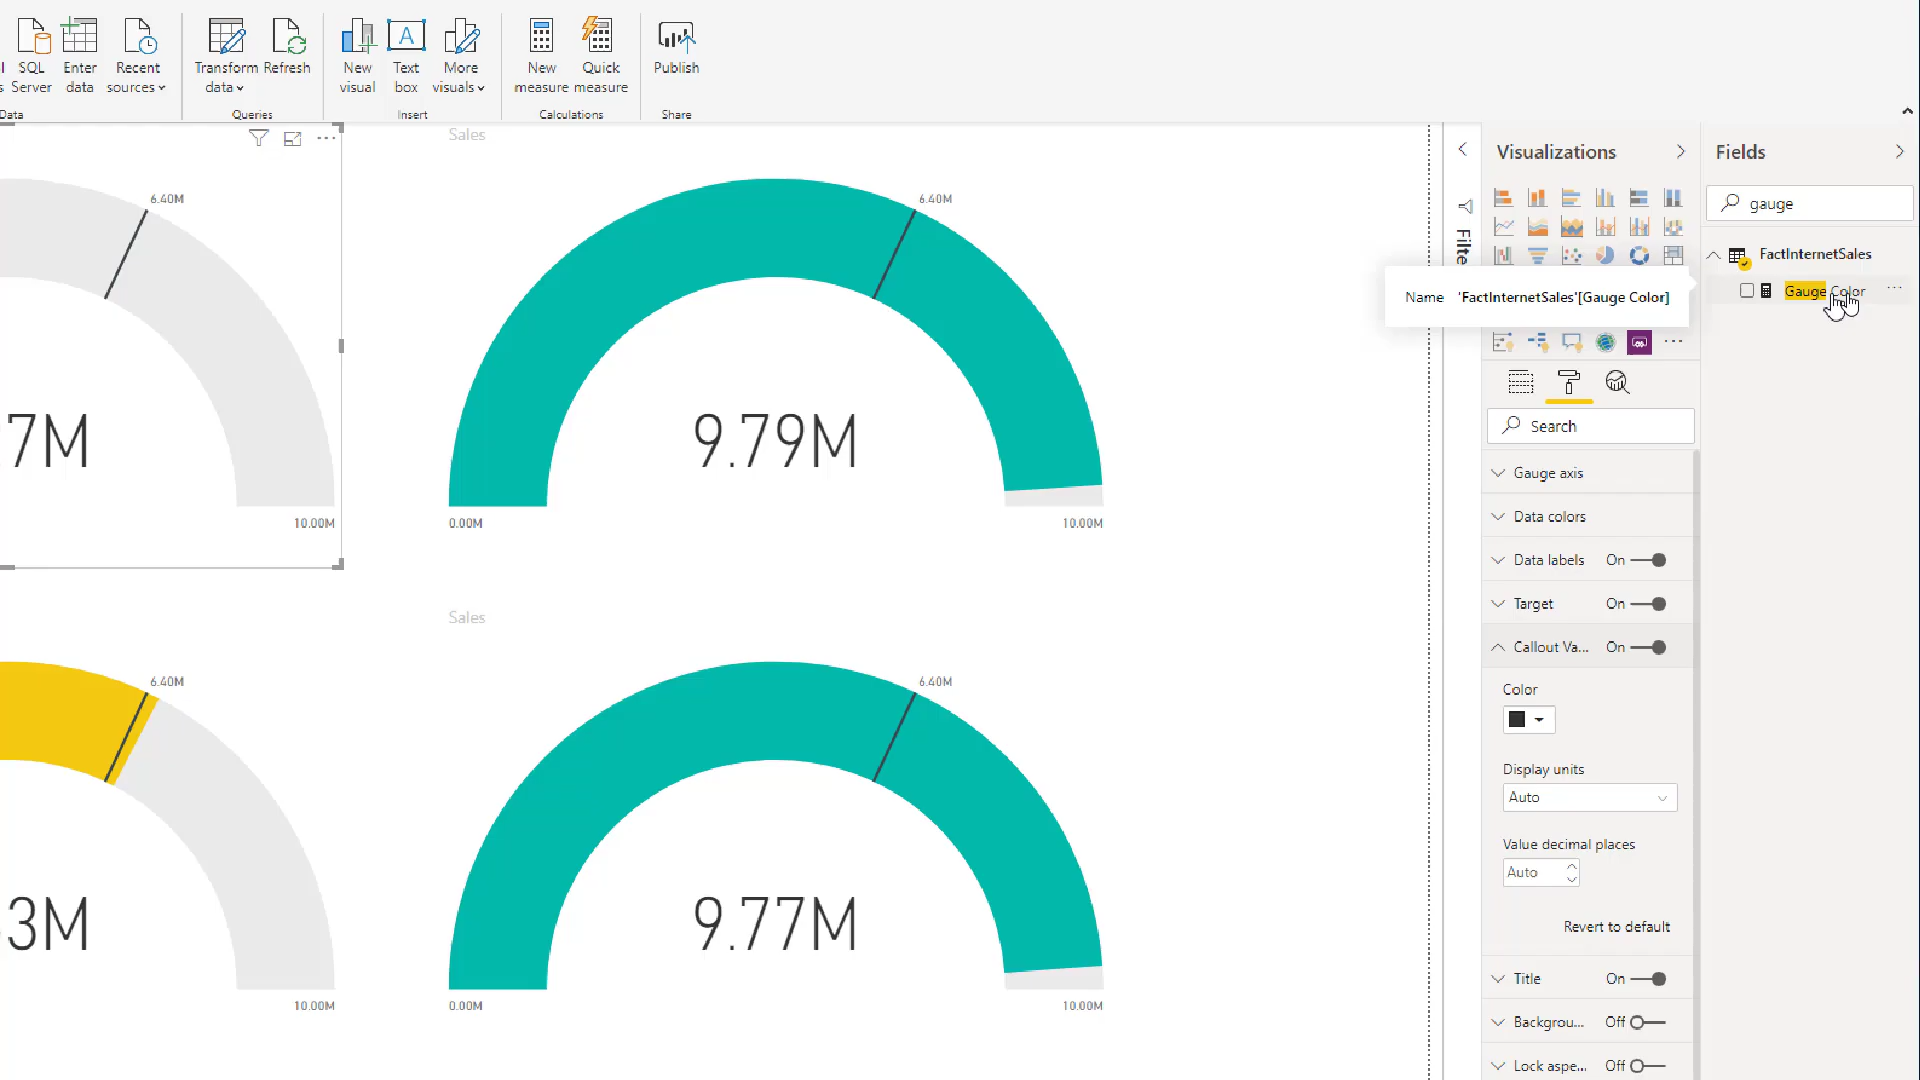 SQL
Server
Enter
data
Recent
sources
Data
Transform
data
Refresh
Queries
New
visual
Text
box
More
visuals
Insert
New
measure
Quick
measure
Calculations
Publish
Share
Sales
6.40M
7M
10.00M
6.40M
9.79M
0.00M
10.00M
Sales
6.40M
3M
10.00M
6.40M
9.77M
0.00M
10.00M
Filte
Visualizations
Name 'FactInternetSales'[Gauge Color]
Search
Gauge axis
Data colors
Data labels On
Target On
Callout Va... On
Color
Display units
Auto
Value decimal places
Auto
Revert to default
Title On
Backgrou... Off
Lock aspe... Off
Fields
gauge
FactInternetSales
Gauge Color